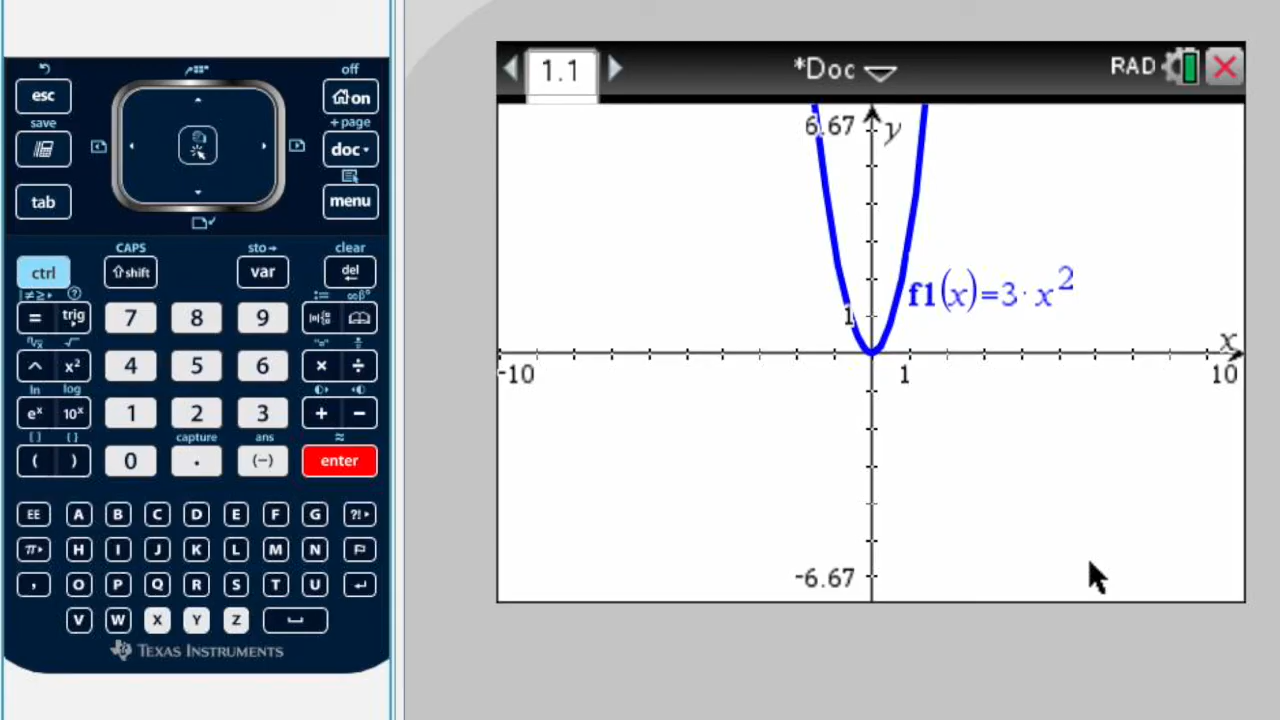 off
esc
on
save
+ page
doc
tab
menu
CAPS
sto→
clear
ctrl
⇧shift
var
del
|≠≥▸ ?
:= ∞β°
= trig 7 8 9
ⁿ√x √
"□"
^ x² 4 5 6 × ÷
ln log
eˣ 10ˣ 1 2 3 + −
[ ] { } capture ans ≈
( ) 0 . (−) enter
EE A B C D E F G ?!▸
π▸ H I J K L M N
, O P Q R S T U ↵
V W X Y Z
TEXAS INSTRUMENTS
1.1 *Doc RAD
6.67 y
f1(x)=3·x²
1
x
-10 1 10
-6.67